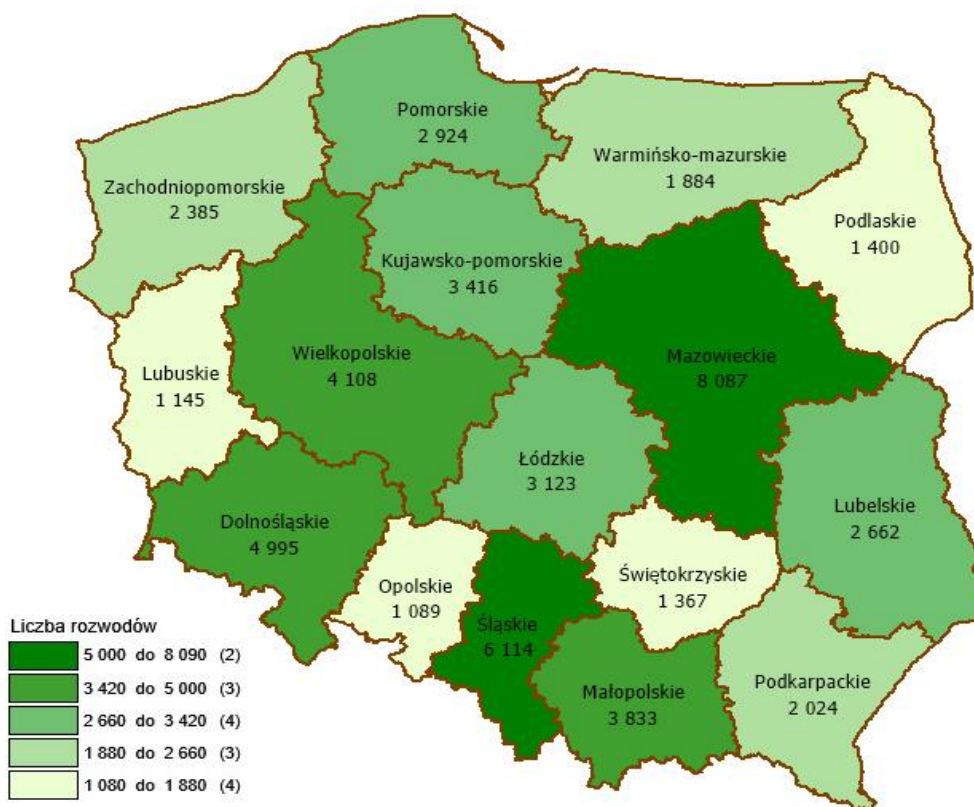 Pomorskie
2 924
Warmińsko-mazurskie
1 884
Zachodniopomorskie
2 385
Podlaskie
1 400
Kujawsko-pomorskie
3 416
Wielkopolskie
4 108
Mazowieckie
8 087
Lubuskie
1 145
Łódzkie
3 123
Lubelskie
2 662
Dolnośląskie
4 995
Opolskie
1 089
Świętokrzyskie
1 367
Śląskie
6 114
Małopolskie
3 833
Podkarpackie
2 024
Liczba rozwodów
5 000 do 8 090 (2)
3 420 do 5 000 (3)
2 660 do 3 420 (4)
1 880 do 2 660 (3)
1 080 do 1 880 (4)